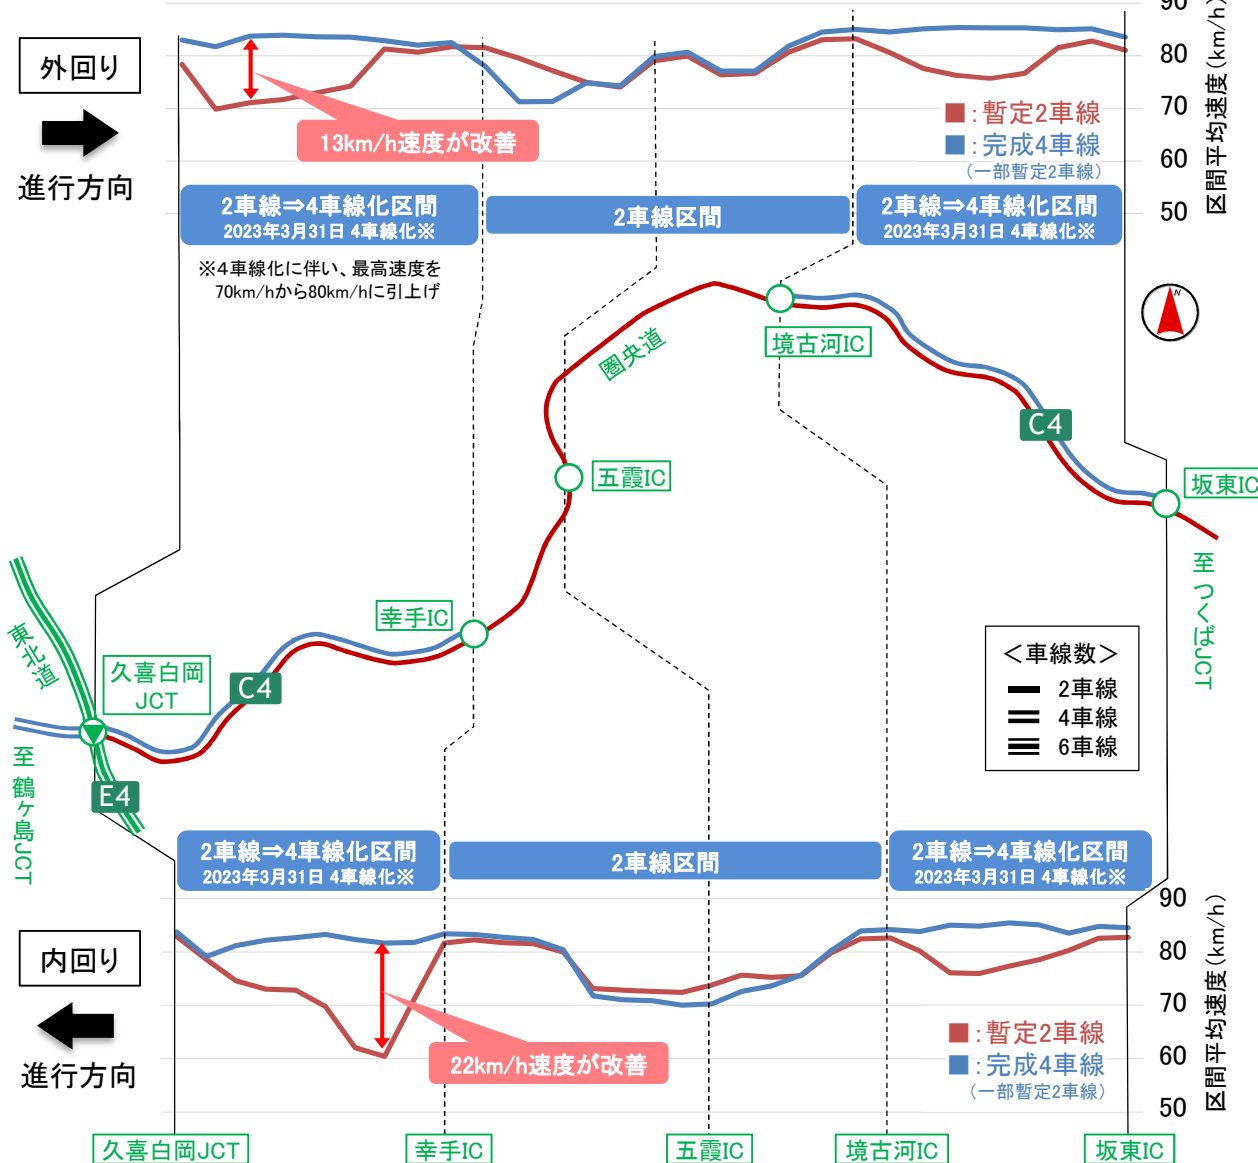 90
80
70
60
50
区間平均速度(km/h)
外回り
進行方向
13km/h速度が改善
■:暫定2車線
■:完成4車線
(一部暫定2車線)
2車線⇒4車線化区間
2023年3月31日 4車線化※
2車線区間
2車線⇒4車線化区間
2023年3月31日 4車線化※
※4車線化に伴い、最高速度を
70km/hから80km/hに引上げ
N
境古河IC
圏央道
C4
五霞IC
坂東IC
至 つくばJCT
幸手IC
東北道
久喜白岡
JCT
C4
<車線数>
2車線
4車線
6車線
至 鶴ヶ島JCT
E4
2車線⇒4車線化区間
2023年3月31日 4車線化※
2車線区間
2車線⇒4車線化区間
2023年3月31日 4車線化※
90
80
70
60
50
区間平均速度(km/h)
内回り
進行方向
22km/h速度が改善
■:暫定2車線
■:完成4車線
(一部暫定2車線)
久喜白岡JCT
幸手IC
五霞IC
境古河IC
坂東IC